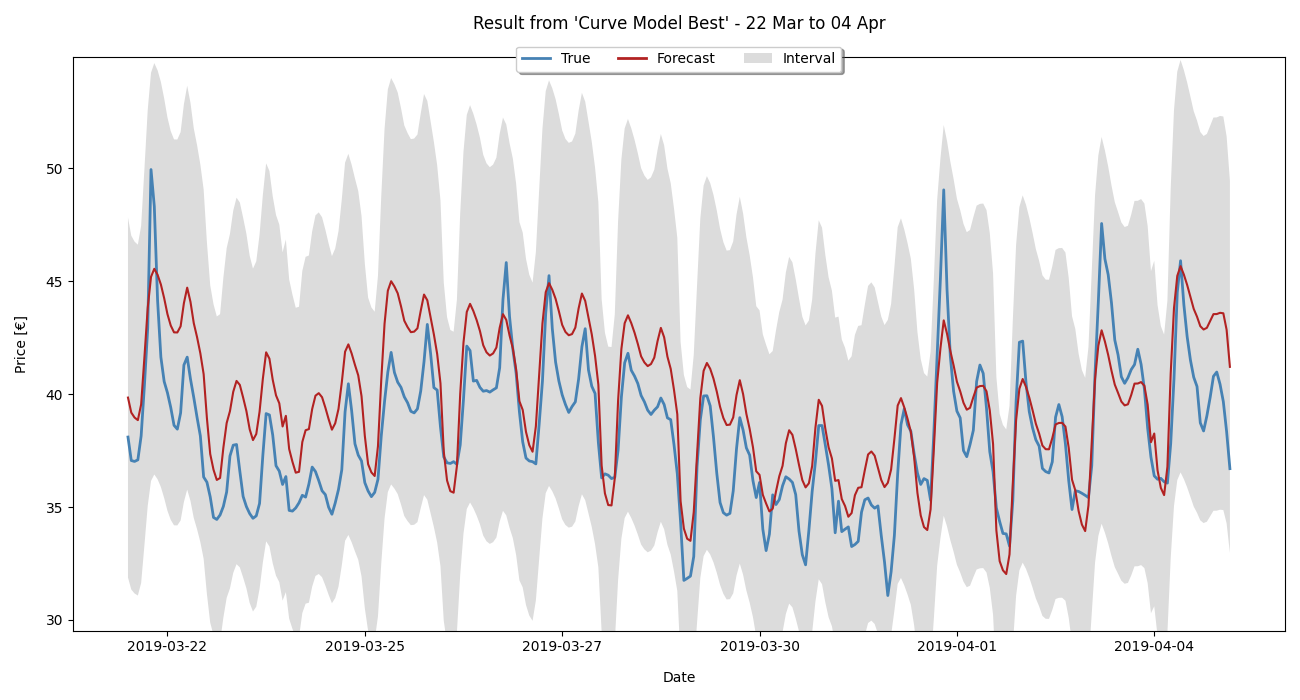 Result from 'Curve Model Best' - 22 Mar to 04 Apr
True Forecast Interval
Price [€]
50
45
40
35
30
2019-03-22 2019-03-25 2019-03-27 2019-03-30 2019-04-01 2019-04-04
Date